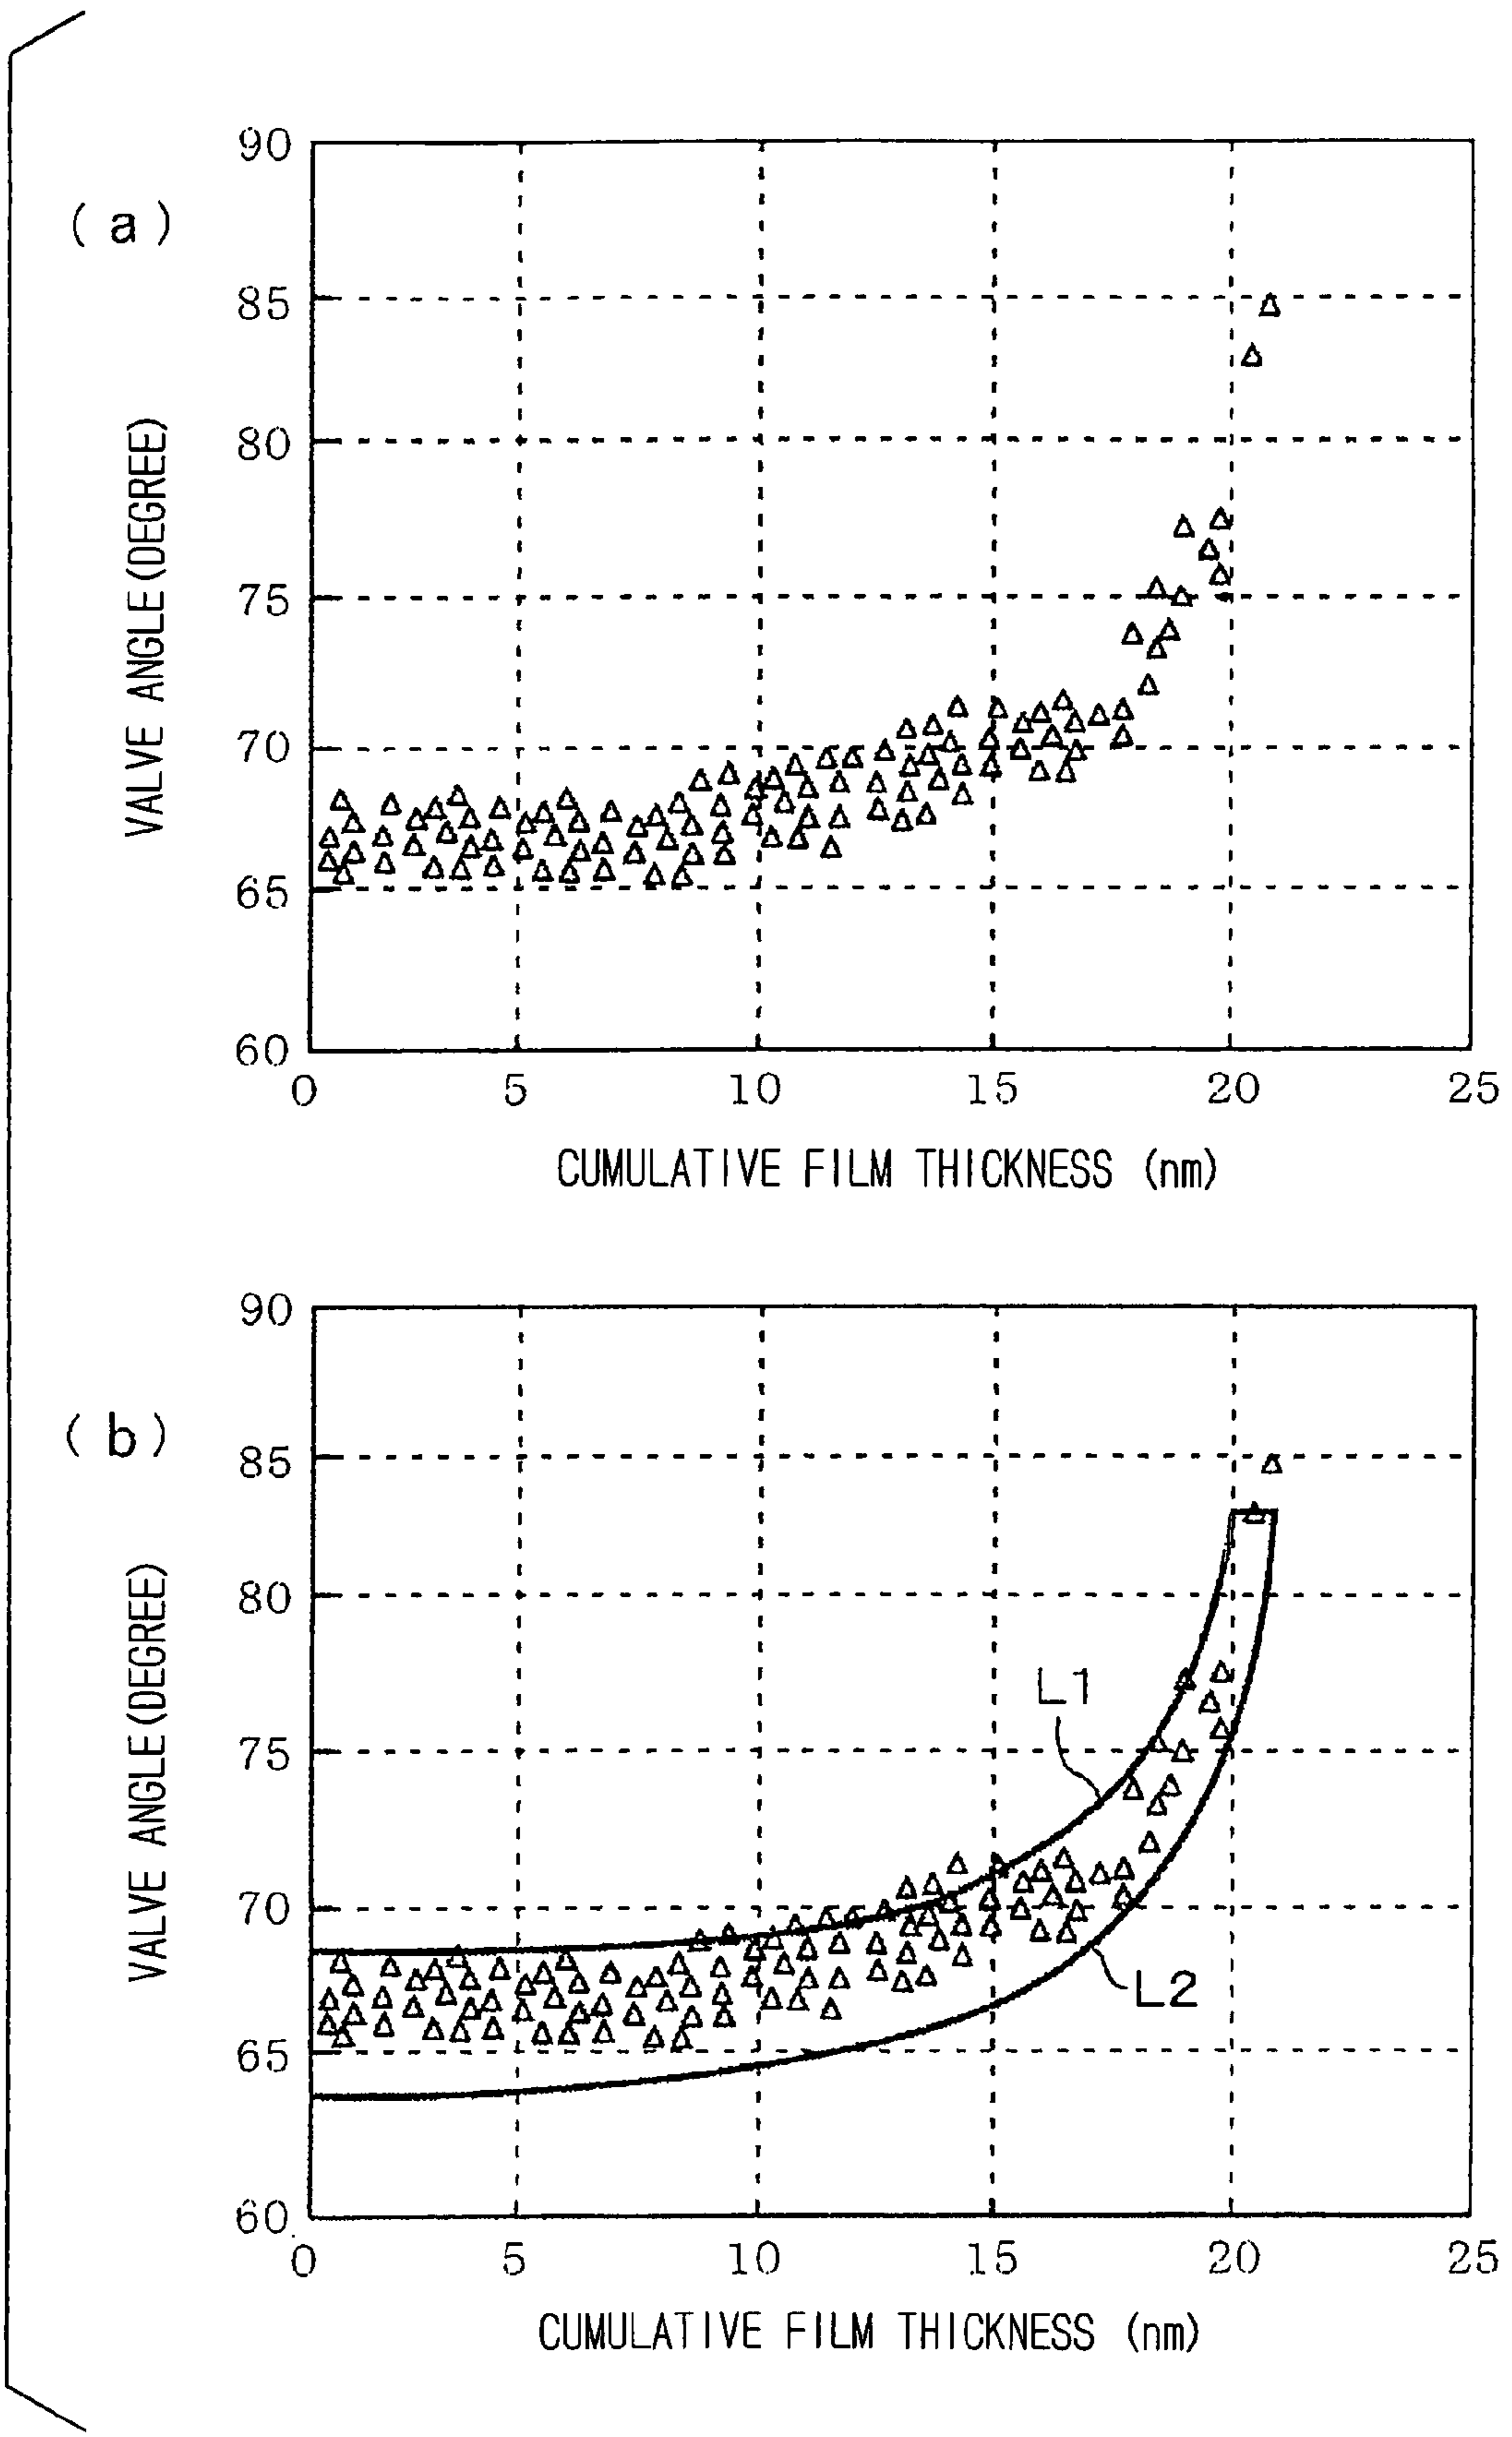 (a)
90
85
80
75
70
65
60
VALVE ANGLE(DEGREE)
0 5 10 15 20 25
CUMULATIVE FILM THICKNESS (nm)
(b)
90
85
80
75
70
65
60
VALVE ANGLE(DEGREE)
L1
L2
0 5 10 15 20 25
CUMULATIVE FILM THICKNESS (nm)